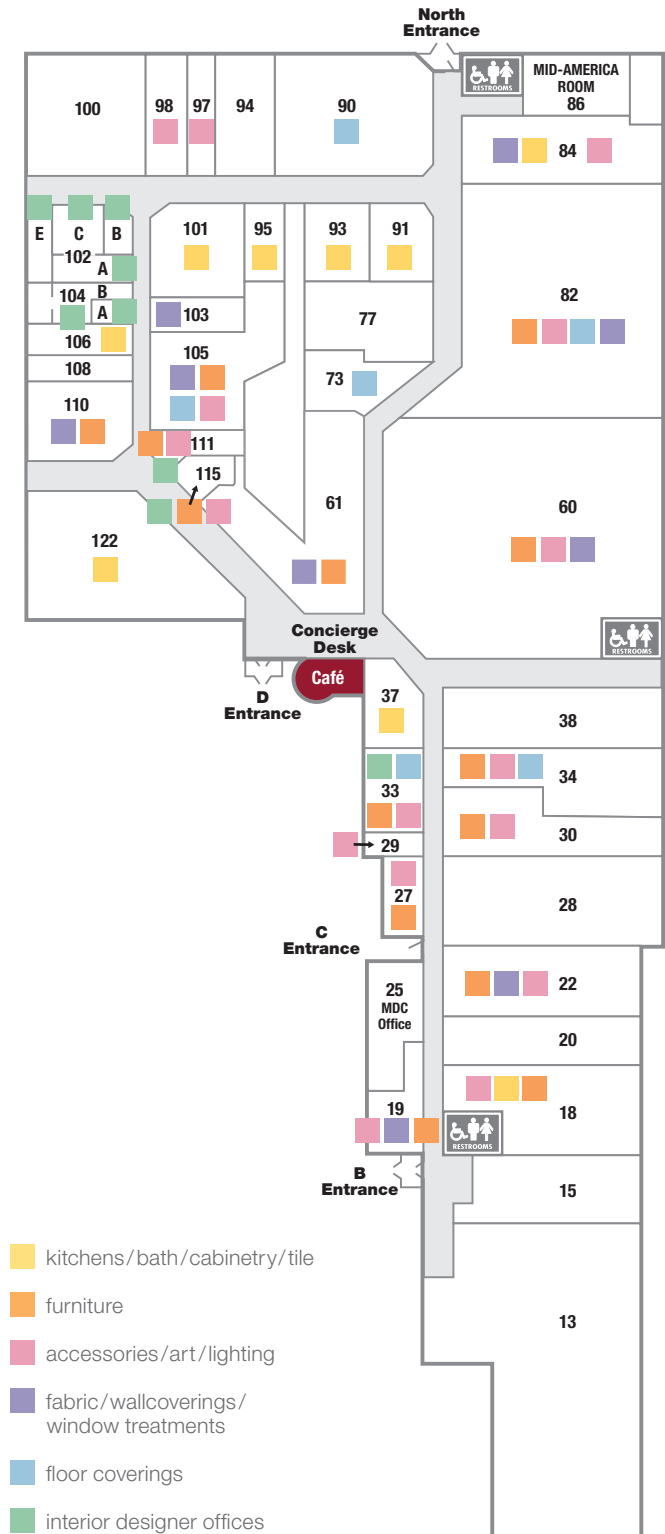 North
Entrance
RESTROOMS
MID-AMERICA
ROOM
86
100
98
97
94
90
84
E
C
B
102
A
101
95
93
91
104
B
A
103
77
82
106
105
73
108
110
111
115
61
60
122
RESTROOMS
Concierge
Desk
Café
D
Entrance
37
38
34
33
30
29
27
28
C
Entrance
25
MDC
Office
22
20
19
18
RESTROOMS
B
Entrance
15
13
kitchens/bath/cabinetry/tile
furniture
accessories/art/lighting
fabric/wallcoverings/
window treatments
floor coverings
interior designer offices